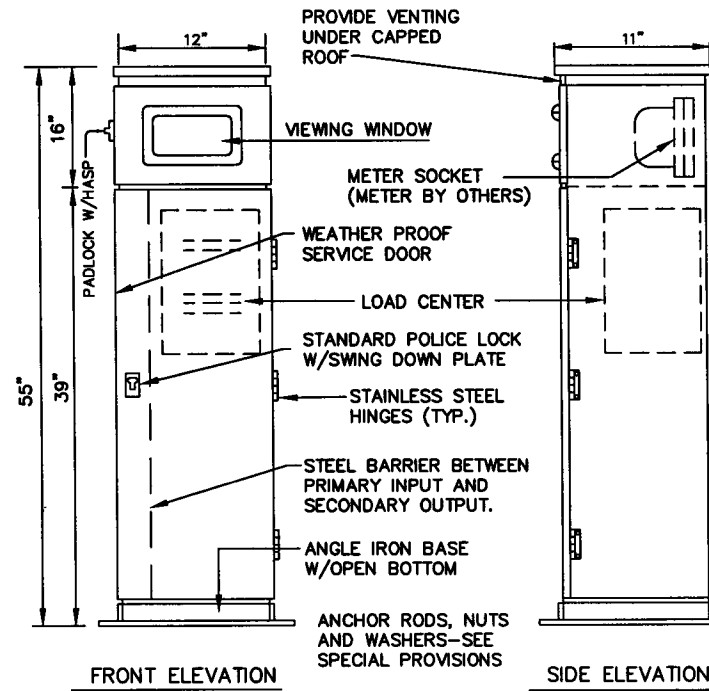 12"
PROVIDE VENTING
UNDER CAPPED
ROOF
11"
16"
PADLOCK W/HASP
VIEWING WINDOW
METER SOCKET
(METER BY OTHERS)
WEATHER PROOF
SERVICE DOOR
LOAD CENTER
STANDARD POLICE LOCK
W/SWING DOWN PLATE
55"
39"
STAINLESS STEEL
HINGES (TYP.)
STEEL BARRIER BETWEEN
PRIMARY INPUT AND
SECONDARY OUTPUT.
ANGLE IRON BASE
W/OPEN BOTTOM
ANCHOR RODS, NUTS
AND WASHERS-SEE
SPECIAL PROVISIONS
FRONT ELEVATION
SIDE ELEVATION